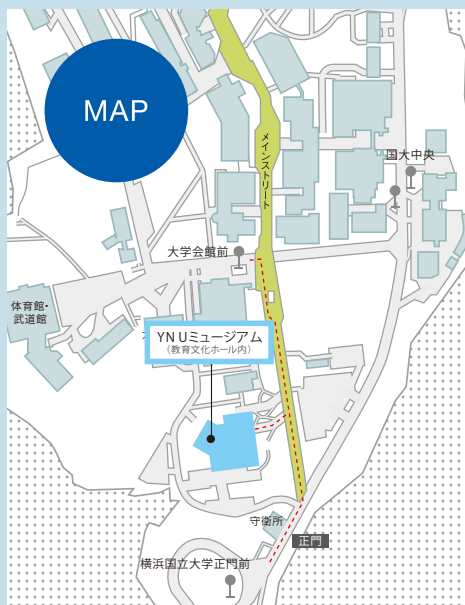 MAP
メインストリート
国大中央
大学会館前
体育館・
武道館
YNUミュージアム
（教育文化ホール内）
守衛所
正門
横浜国立大学正門前